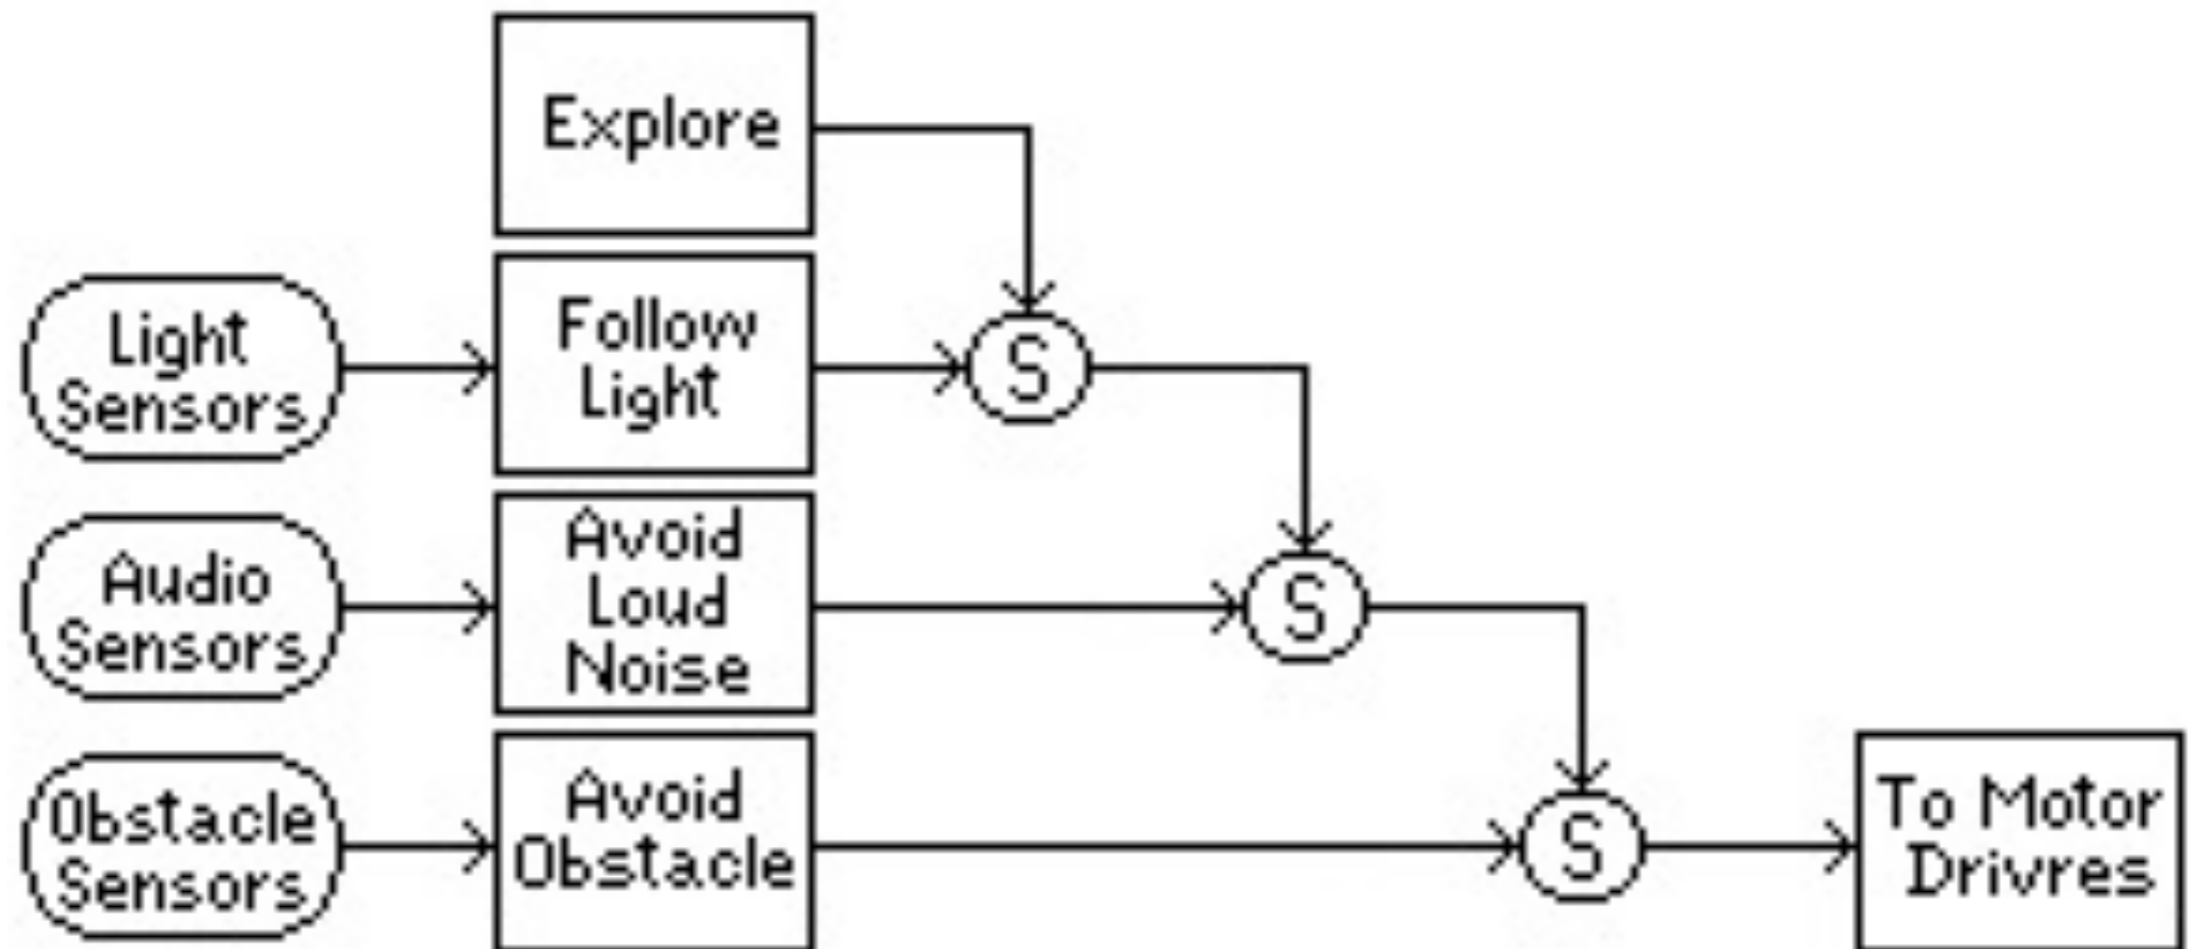 Explore
Light
Sensors
Follow
Light
S
Audio
Sensors
Avoid
Loud
Noise
S
Obstacle
Sensors
Avoid
Obstacle
S
To Motor
Drivres